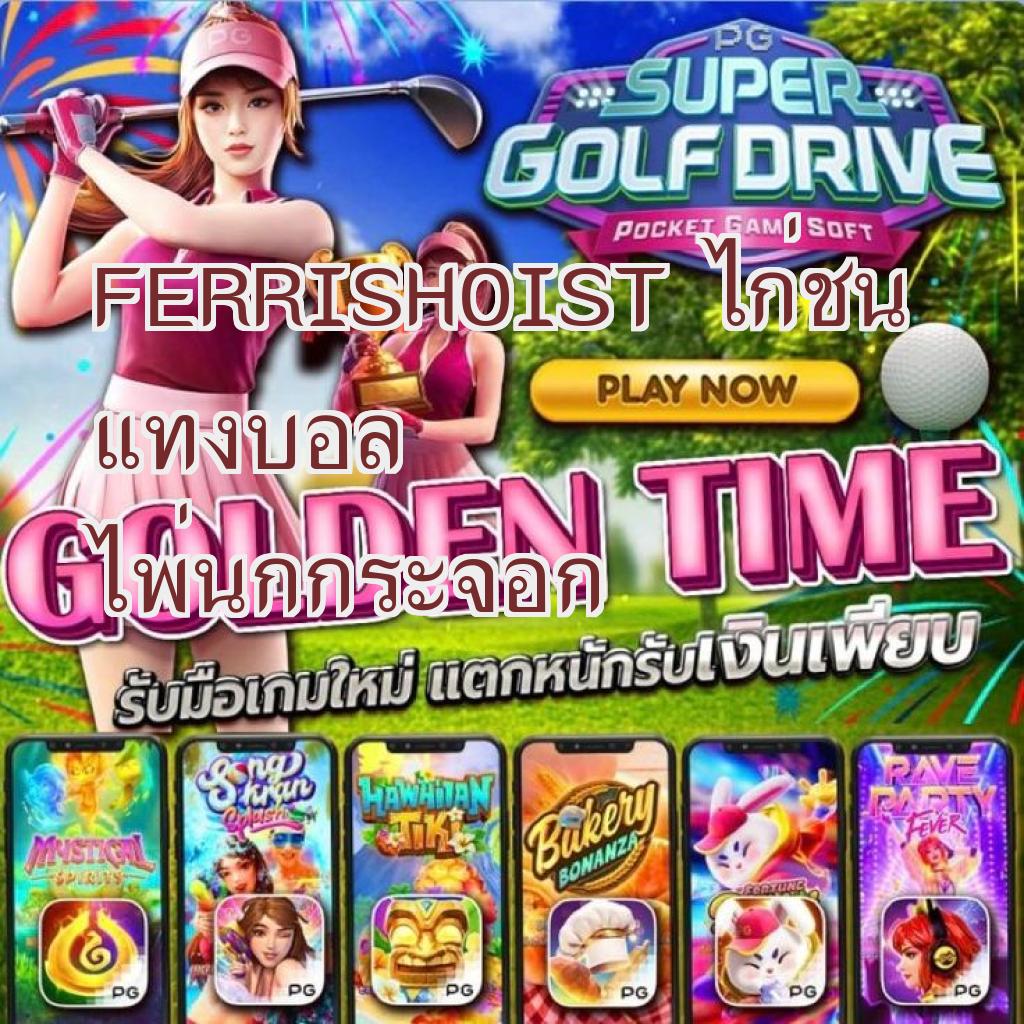 PG
SUPER
GOLF DRIVE
POCKET GAM SOFT
FERRISHOIST ไก่ชน
PLAY NOW
แทงบอล
GOLDEN TIME
ไพ่นกกระจอก
รับมือเกมใหม่ แตกหนักรับเงินเพียบ
MYSTICAL
SPIRITS
Songkran
Splash
HAWAIIAN
TIKI
Bakery
BONANZA
FORTUNE
RAVE
PARTY
FEVER
PG
PG
PG
PG
PG
PG